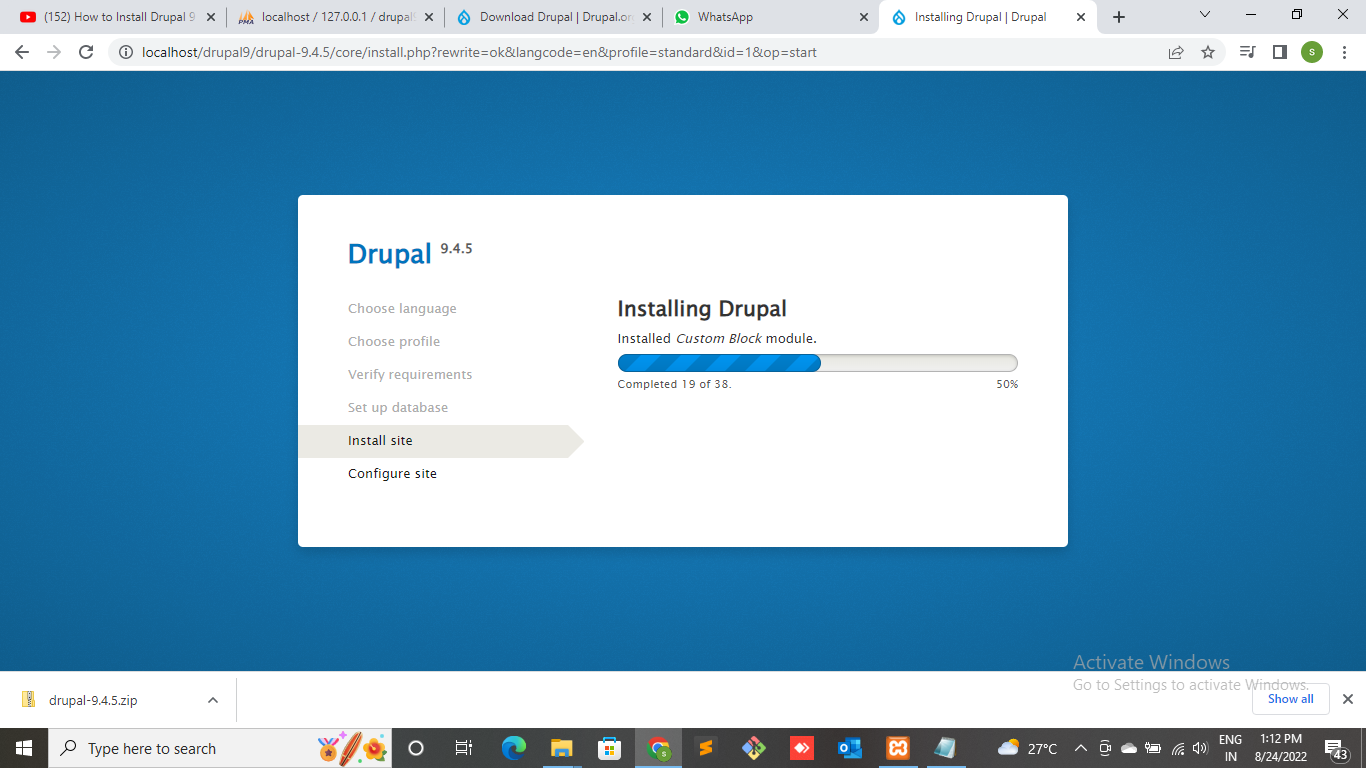 (152) How to Install Drupal 9
localhost / 127.0.0.1 / drupal
Download Drupal | Drupal.or
WhatsApp
Installing Drupal | Drupal
localhost/drupal9/drupal-9.4.5/core/install.php?rewrite=ok&langcode=en&profile=standard&id=1&op=start
S
Drupal 9.4.5
Choose language
Choose profile
Verify requirements
Set up database
Install site
Configure site
Installing Drupal
Installed Custom Block module.
Completed 19 of 38.
50%
Activate Windows
Go to Settings to activate Windows.
drupal-9.4.5.zip
Show all
Type here to search
27°C
ENG
IN
1:12 PM
8/24/2022
43